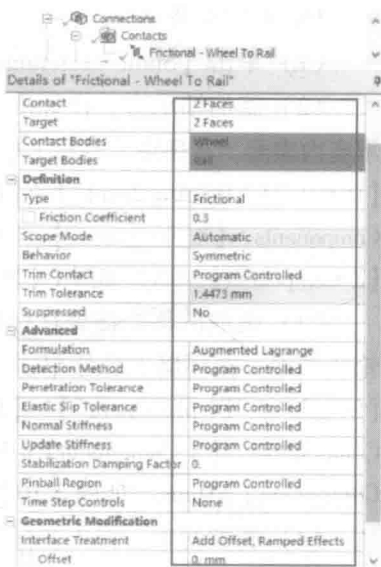 Connections
Contacts
Frictional - Wheel To Rail
Details of "Frictional - Wheel To Rail"
Contact 2 Faces
Target 2 Faces
Contact Bodies Wheel
Target Bodies Rail
Definition
Type Frictional
Friction Coefficient 0.3
Scope Mode Automatic
Behavior Symmetric
Trim Contact Program Controlled
Trim Tolerance 1.4473 mm
Suppressed No
Advanced
Formulation Augmented Lagrange
Detection Method Program Controlled
Penetration Tolerance Program Controlled
Elastic Slip Tolerance Program Controlled
Normal Stiffness Program Controlled
Update Stiffness Program Controlled
Stabilization Damping Factor 0.
Pinball Region Program Controlled
Time Step Controls None
Geometric Modification
Interface Treatment Add Offset, Ramped Effects
Offset 0. mm